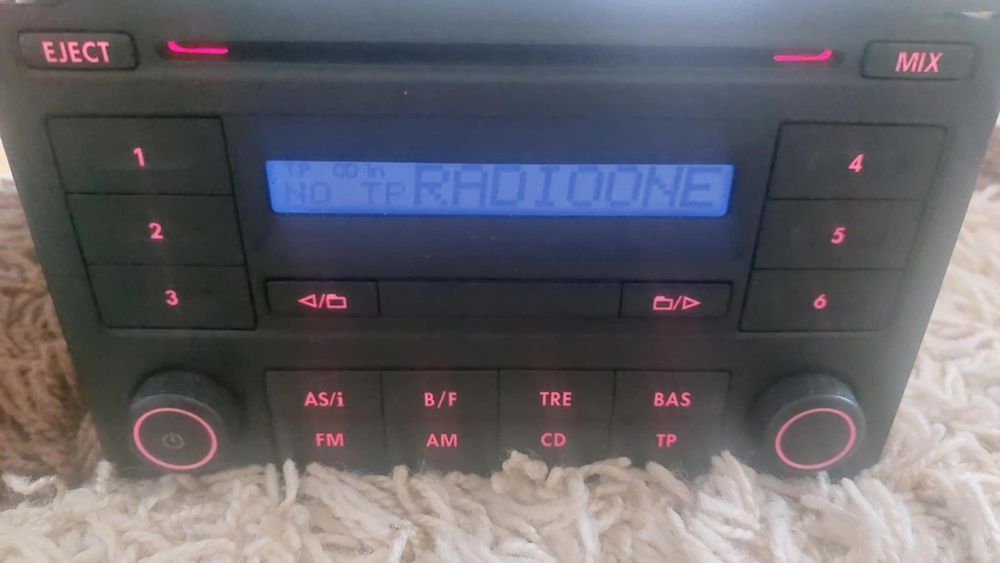 EJECT
MIX
1
4
TP CD in
NO TP RADIOONE
2
5
3
6
AS/i B/F TRE BAS
FM AM CD TP